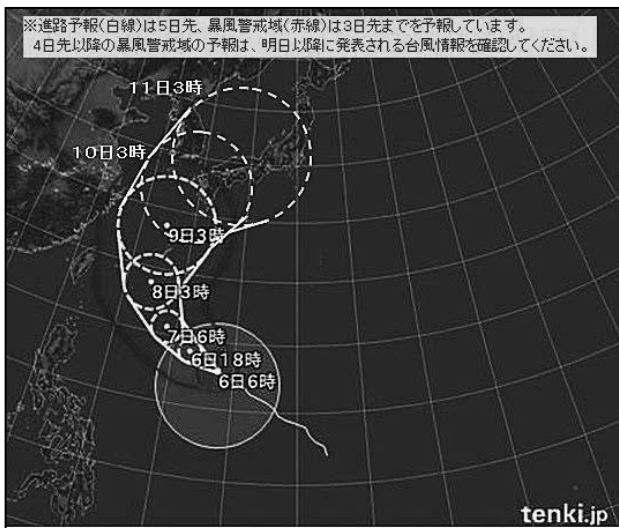 ※進路予報(白線)は5日先、暴風警戒域(赤線)は3日先までを予報しています。
4日先以降の暴風警戒域の予報は、明日以降に発表される台風情報を確認してください。
11日3時
10日3時
9日3時
8日3時
7日6時
6日18時
6日6時
tenki.jp